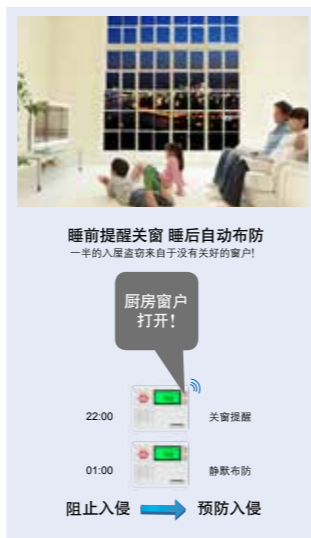 睡前提醒关窗 睡后自动布防
一半的入屋盗窃来自于没有关好的窗户!
厨房窗户
打开!
22:00 关窗提醒
01:00 静默布防
阻止入侵 预防入侵